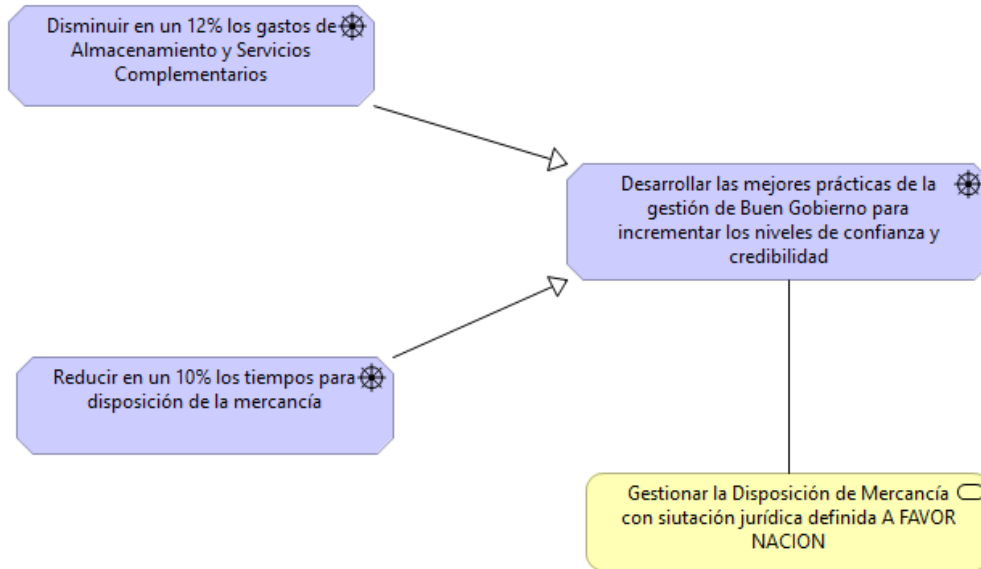 Disminuir en un 12% los gastos de
Almacenamiento y Servicios
Complementarios
Desarrollar las mejores prácticas de la
gestión de Buen Gobierno para
incrementar los niveles de confianza y
credibilidad
Reducir en un 10% los tiempos para
disposición de la mercancía
Gestionar la Disposición de Mercancía
con siutación jurídica definida A FAVOR
NACION